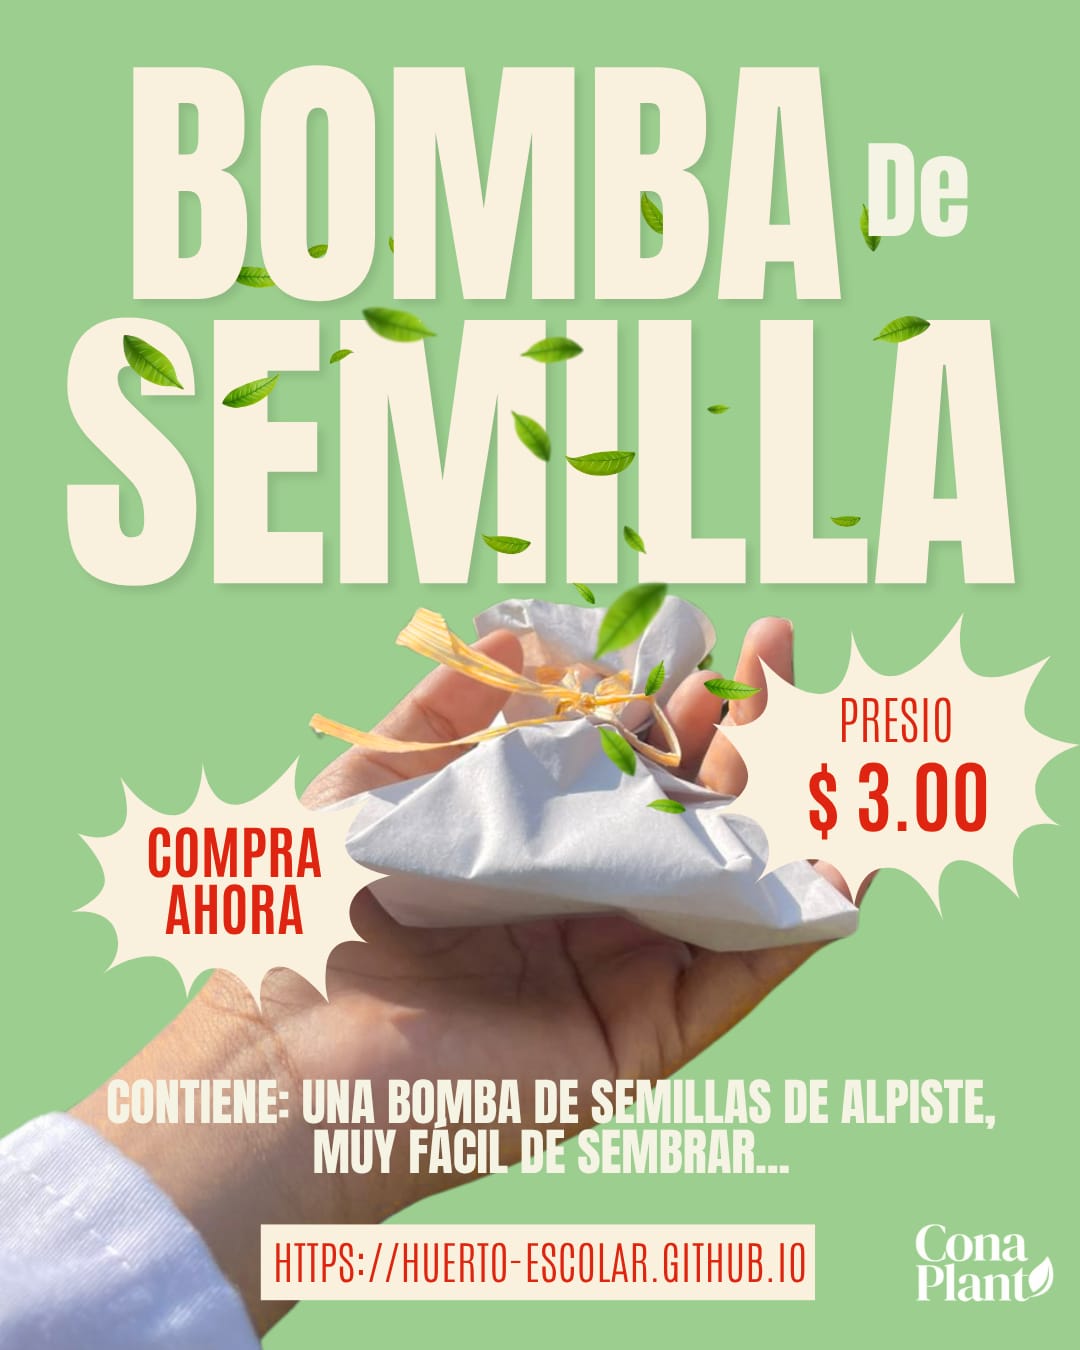 BOMBA De
SEMILLA
PRESIO
$ 3.00
COMPRA
AHORA
CONTIENE: UNA BOMBA DE SEMILLAS DE ALPISTE,
MUY FÁCIL DE SEMBRAR...
HTTPS://HUERTO-ESCOLAR.GITHUB.IO
Cona
Plant